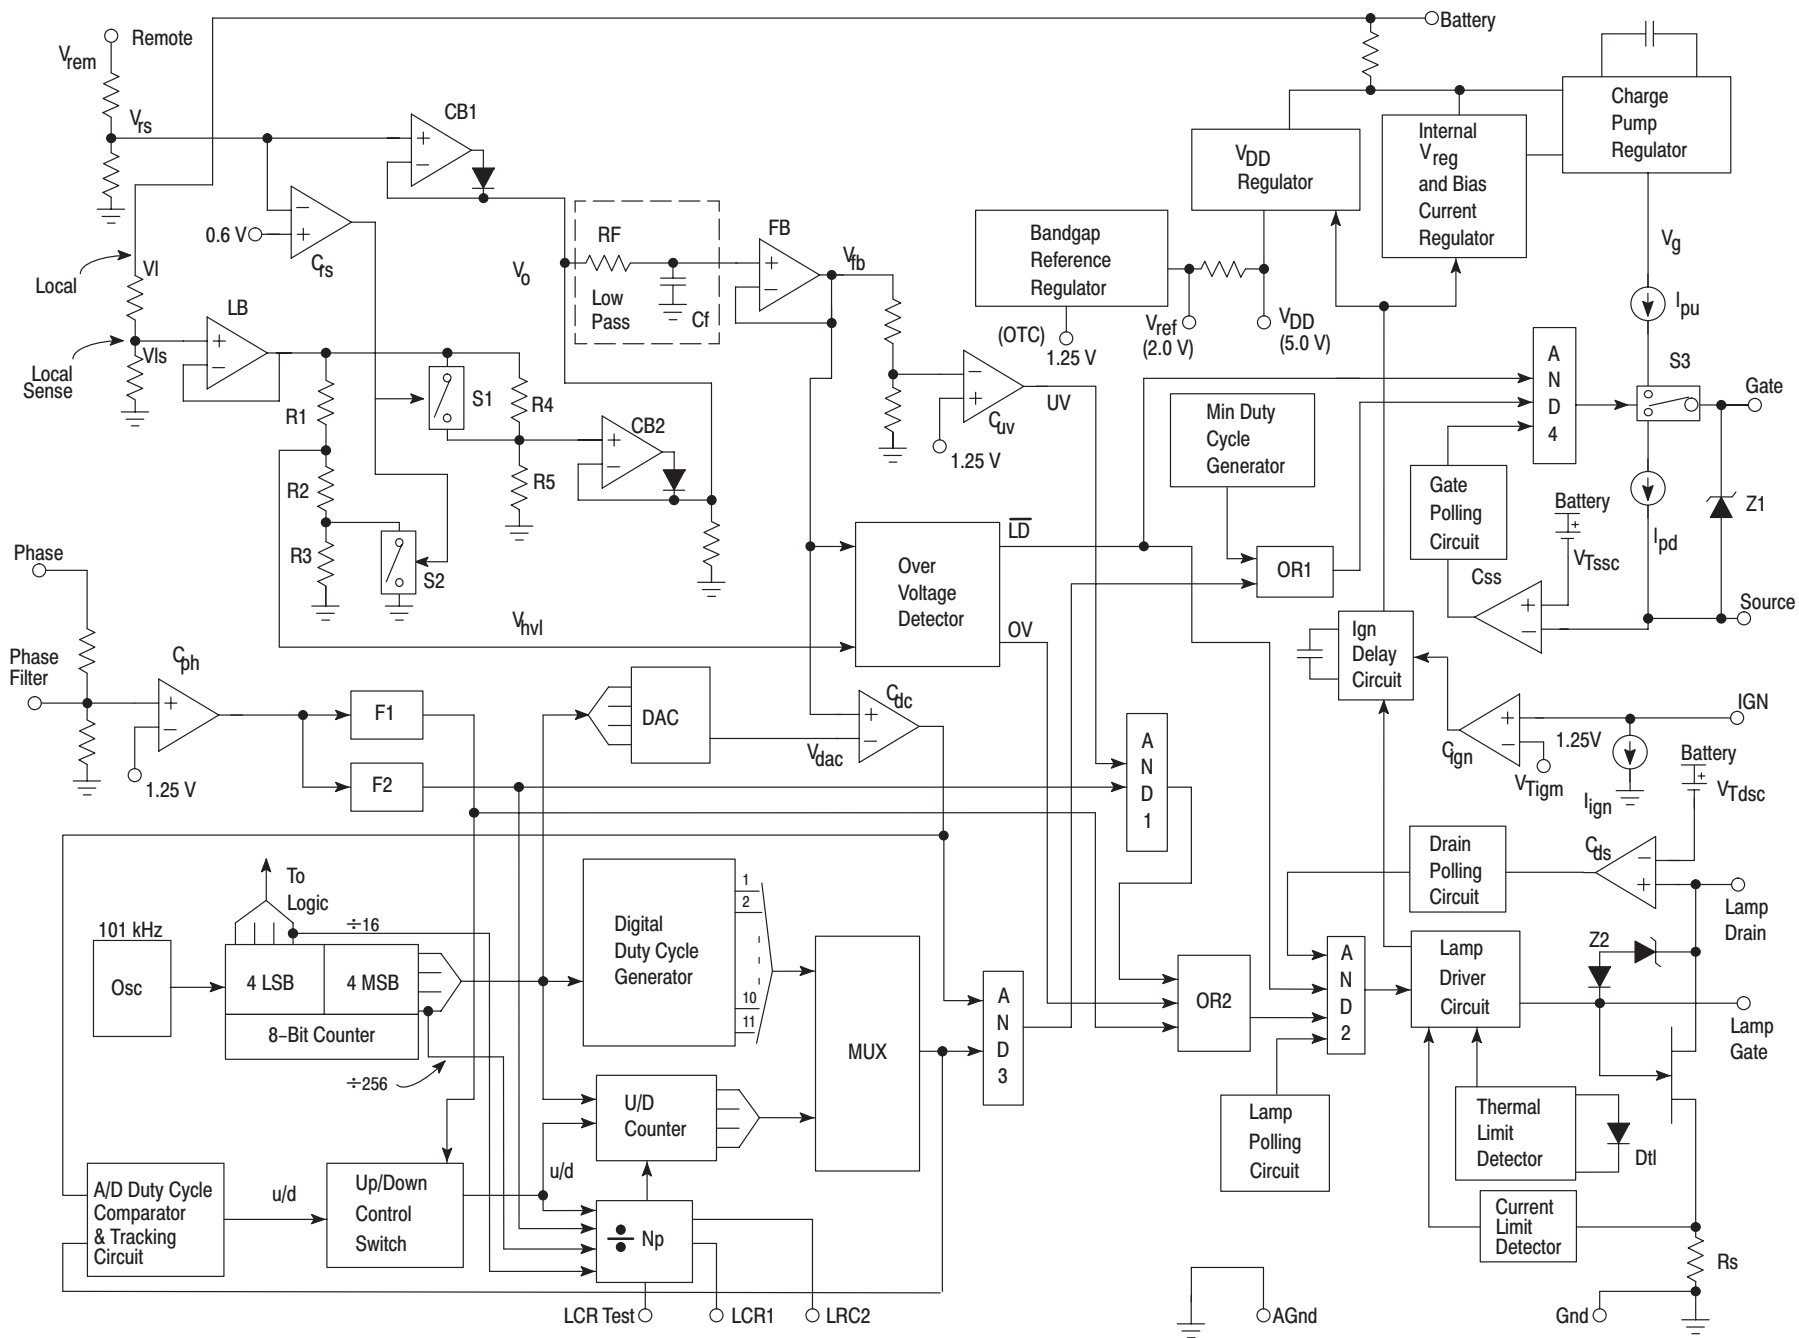 Battery
Remote
Vrem
Vrs
CB1
0.6 V
Crs
Local
Vl
LB
Local
Sense
Vls
R1
R2
R3
S1
S2
R4
R5
CB2
Vo
RF
Low
Pass
Cf
FB
Vfb
Cuv
UV
1.25 V
Vhvl
Charge
Pump
Regulator
VDD
Regulator
Internal
Vreg
and Bias
Current
Regulator
Bandgap
Reference
Regulator
(OTC)
1.25 V
Vref
(2.0 V)
VDD
(5.0 V)
Vg
Ipu
S3
Gate
A
N
D
4
Min Duty
Cycle
Generator
Gate
Polling
Circuit
Battery
+
VTssc
Css
Ipd
Z1
Source
OR1
Over
Voltage
Detector
LD
OV
Ign
Delay
Circuit
IGN
Cign
VTigm
1.25V
Iign
Battery
+
VTdsc
Phase
Phase
Filter
Cph
1.25 V
F1
F2
DAC
Vdac
Cdc
A
N
D
1
Drain
Polling
Circuit
Cds
Lamp
Drain
101 kHz
Osc
To
Logic
÷16
4 LSB
4 MSB
8–Bit Counter
÷256
Digital
Duty Cycle
Generator
1
2
10
11
MUX
A
N
D
3
OR2
A
N
D
2
Lamp
Driver
Circuit
Z2
Lamp
Gate
U/D
Counter
Lamp
Polling
Circuit
Thermal
Limit
Detector
Dtl
A/D Duty Cycle
Comparator
& Tracking
Circuit
u/d
Up/Down
Control
Switch
u/d
÷ Np
Current
Limit
Detector
Rs
LCR Test
LCR1
LRC2
AGnd
Gnd